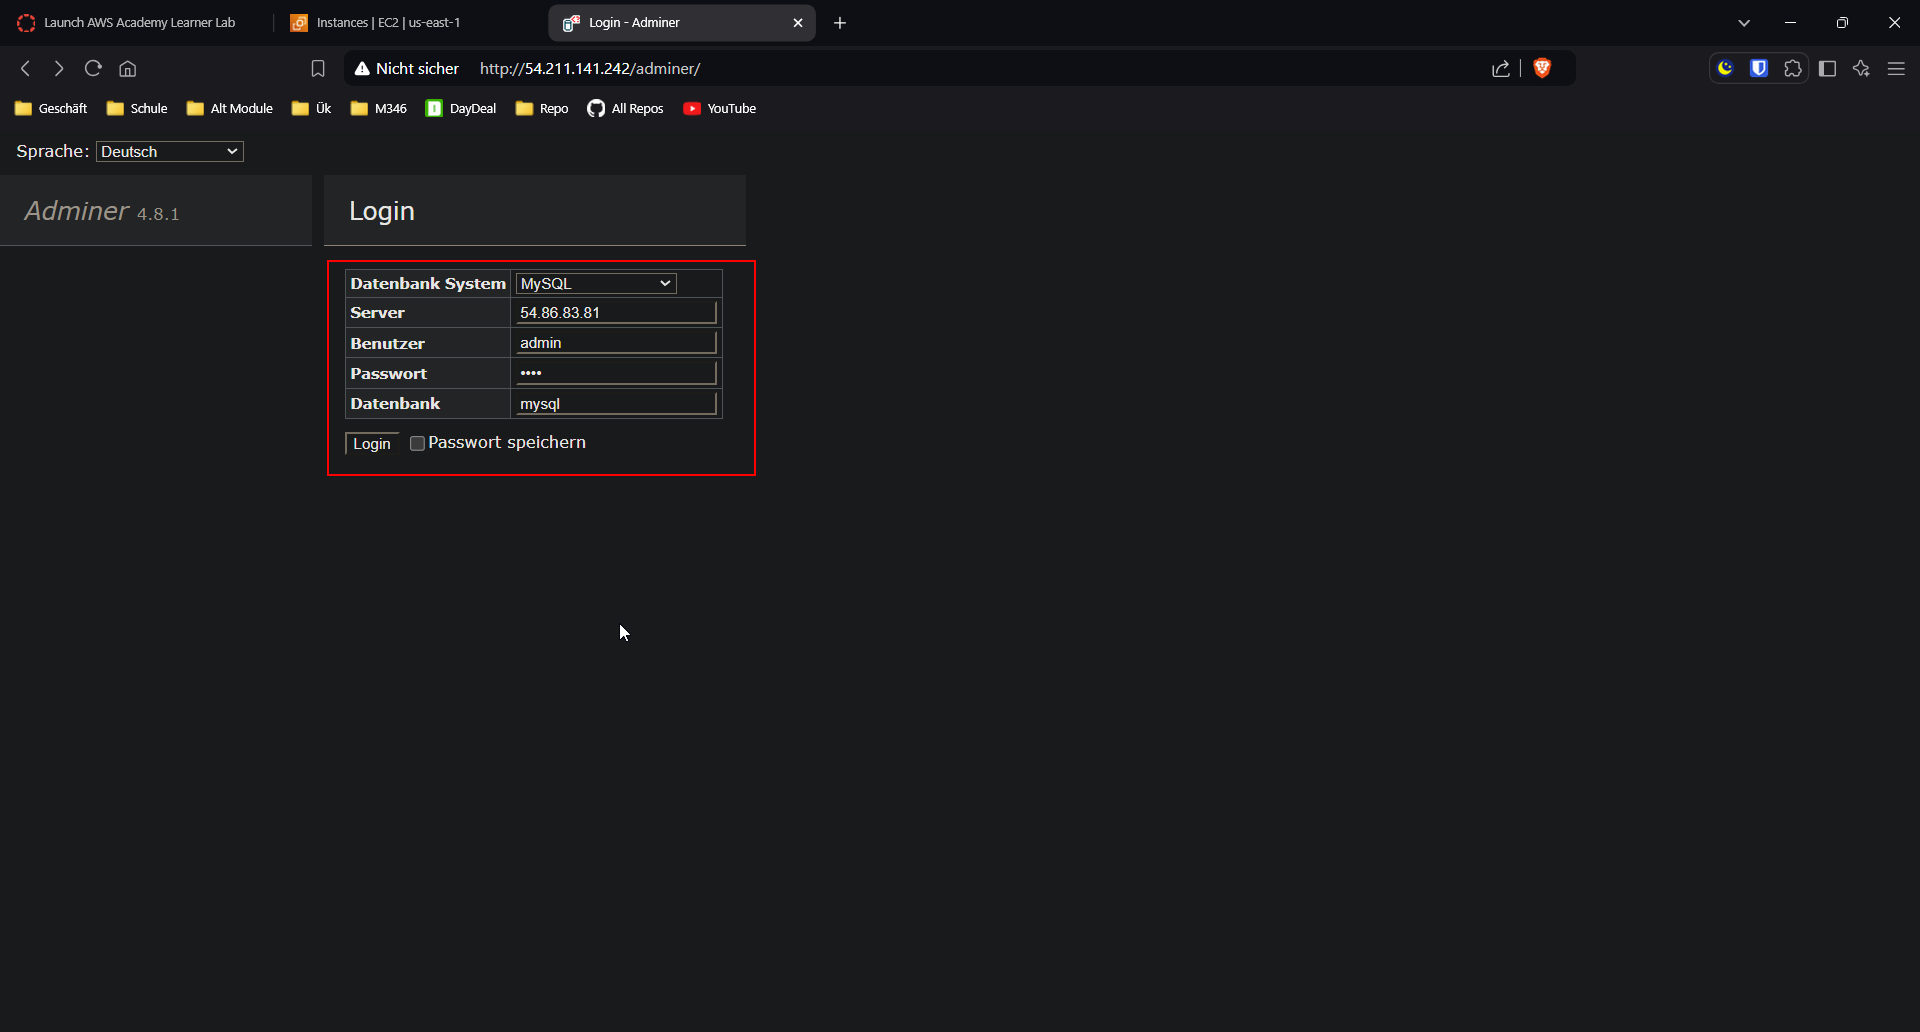 Launch AWS Academy Learner Lab
Instances | EC2 | us-east-1
Login - Adminer
Nicht sicher http://54.211.141.242/adminer/
Geschäft Schule Alt Module Ük M346 DayDeal Repo All Repos YouTube
Sprache: Deutsch
Adminer 4.8.1
Login
Datenbank System MySQL
Server 54.86.83.81
Benutzer admin
Passwort ••••
Datenbank mysql
Login Passwort speichern